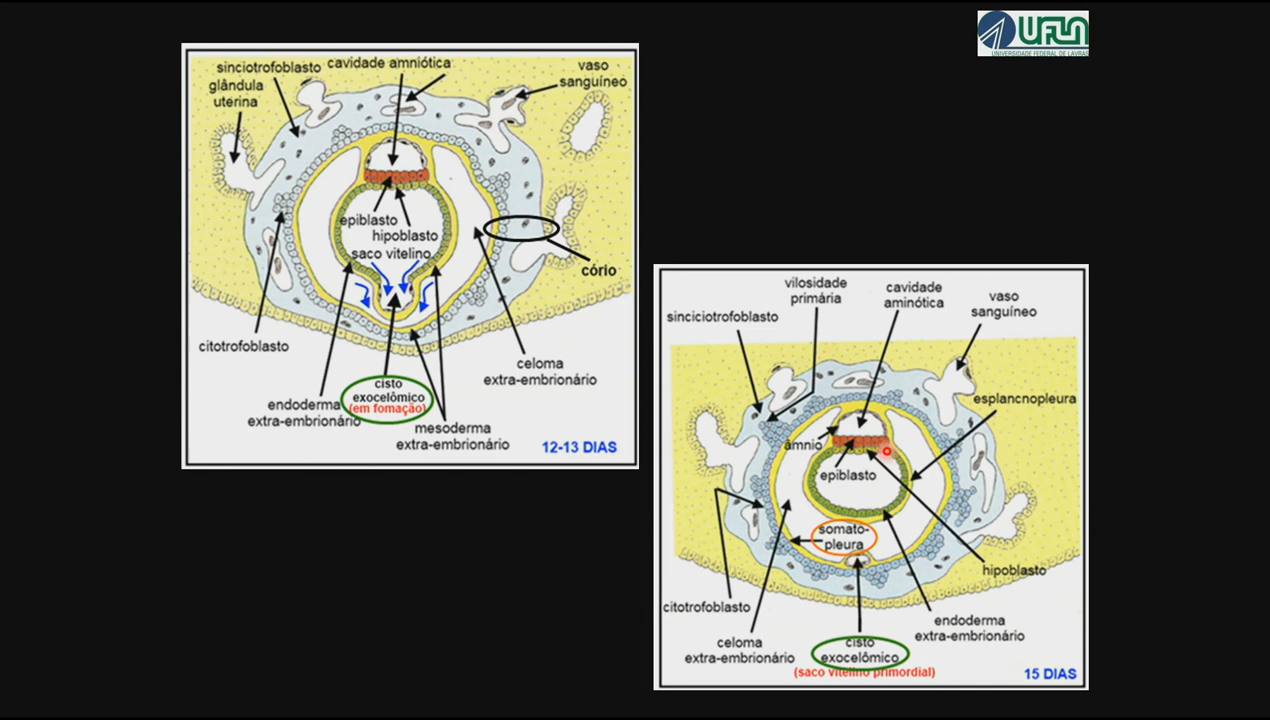 UFLA
UNIVERSIDADE FEDERAL DE LAVRAS
sinciotrofoblasto
cavidade amniótica
vaso
sanguíneo
glândula
uterina
epiblasto
hipoblasto
saco vitelino
cório
citotrofoblasto
celoma
extra-embrionário
cisto
exocelômico
(em fomação)
endoderma
extra-embrionário
mesoderma
extra-embrionário
12-13 DIAS
vilosidade
primária
cavidade
aminótica
vaso
sanguíneo
sinciciotrofoblasto
esplancnopleura
âmnio
epiblasto
somato-
pleura
hipoblasto
citotrofoblasto
endoderma
extra-embrionário
celoma
extra-embrionário
cisto
exocelômico
(saco vitelino primordial)
15 DIAS